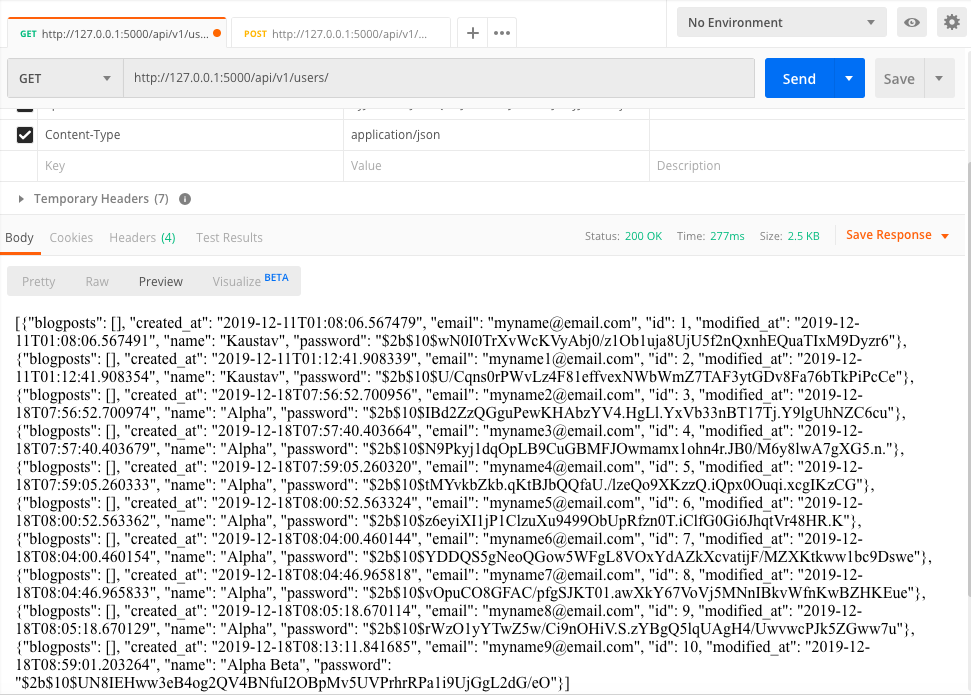 GET http://127.0.0.1:5000/api/v1/us...
POST http://127.0.0.1:5000/api/v1/...
No Environment
GET http://127.0.0.1:5000/api/v1/users/ Send Save
Content-Type application/json
Key Value Description
Temporary Headers (7)
Body Cookies Headers (4) Test Results Status: 200 OK Time: 277ms Size: 2.5 KB Save Response
Pretty Raw Preview Visualize BETA
[{"blogposts": [], "created_at": "2019-12-11T01:08:06.567479", "email": "myname@email.com", "id": 1, "modified_at": "2019-12-
11T01:08:06.567491", "name": "Kaustav", "password": "$2b$10$wN0I0TrXvWcKVyAbj0/z1Ob1uja8UjU5f2nQxnhEQuaTIxM9Dyzr6"},
{"blogposts": [], "created_at": "2019-12-11T01:12:41.908339", "email": "myname1@email.com", "id": 2, "modified_at": "2019-12-
11T01:12:41.908354", "name": "Kaustav", "password": "$2b$10$U/Cqns0rPWvLz4F81effvexNWbWmZ7TAF3ytGDv8Fa76bTkPiPcCe"},
{"blogposts": [], "created_at": "2019-12-18T07:56:52.700956", "email": "myname2@email.com", "id": 3, "modified_at": "2019-12-
18T07:56:52.700974", "name": "Alpha", "password": "$2b$10$IBd2ZzQGguPewKHAbzYV4.HgLl.YxVb33nBT17Tj.Y9lgUhNZC6cu"},
{"blogposts": [], "created_at": "2019-12-18T07:57:40.403664", "email": "myname3@email.com", "id": 4, "modified_at": "2019-12-
18T07:57:40.403679", "name": "Alpha", "password": "$2b$10$N9Pkyj1dqOpLB9CuGBMFJOwmamx1ohn4r.JB0/M6y8lwA7gXG5.n."},
{"blogposts": [], "created_at": "2019-12-18T07:59:05.260320", "email": "myname4@email.com", "id": 5, "modified_at": "2019-12-
18T07:59:05.260333", "name": "Alpha", "password": "$2b$10$tMYvkbZkb.qKtBJbQQfaU./lzeQo9XKzzQ.iQpx0Ouqi.xcgIKzCG"},
{"blogposts": [], "created_at": "2019-12-18T08:00:52.563324", "email": "myname5@email.com", "id": 6, "modified_at": "2019-12-
18T08:00:52.563362", "name": "Alpha", "password": "$2b$10$z6eyiXI1jP1ClzuXu9499ObUpRfzn0T.iClfG0Gi6JhqtVr48HR.K"},
{"blogposts": [], "created_at": "2019-12-18T08:04:00.460144", "email": "myname6@email.com", "id": 7, "modified_at": "2019-12-
18T08:04:00.460154", "name": "Alpha", "password": "$2b$10$YDDQS5gNeoQGow5WFgL8VOxYdAZkXcvatijF/MZXKtkww1bc9Dswe"},
{"blogposts": [], "created_at": "2019-12-18T08:04:46.965818", "email": "myname7@email.com", "id": 8, "modified_at": "2019-12-
18T08:04:46.965833", "name": "Alpha", "password": "$2b$10$vOpuCO8GFAC/pfgSJKT01.awXkY67VoVj5MNnIBkvWfnKwBZHKEue"},
{"blogposts": [], "created_at": "2019-12-18T08:05:18.670114", "email": "myname8@email.com", "id": 9, "modified_at": "2019-12-
18T08:05:18.670129", "name": "Alpha", "password": "$2b$10$rWzO1yYTwZ5w/Ci9nOHiV.S.zYBgQ5lqUAgH4/UwvwcPJk5ZGww7u"},
{"blogposts": [], "created_at": "2019-12-18T08:13:11.841685", "email": "myname9@email.com", "id": 10, "modified_at": "2019-12-
18T08:59:01.203264", "name": "Alpha Beta", "password":
"$2b$10$UN8IEHww3eB4og2QV4BNfuI2OBpMv5UVPrhrRPa1i9UjGgL2dG/eO"}]